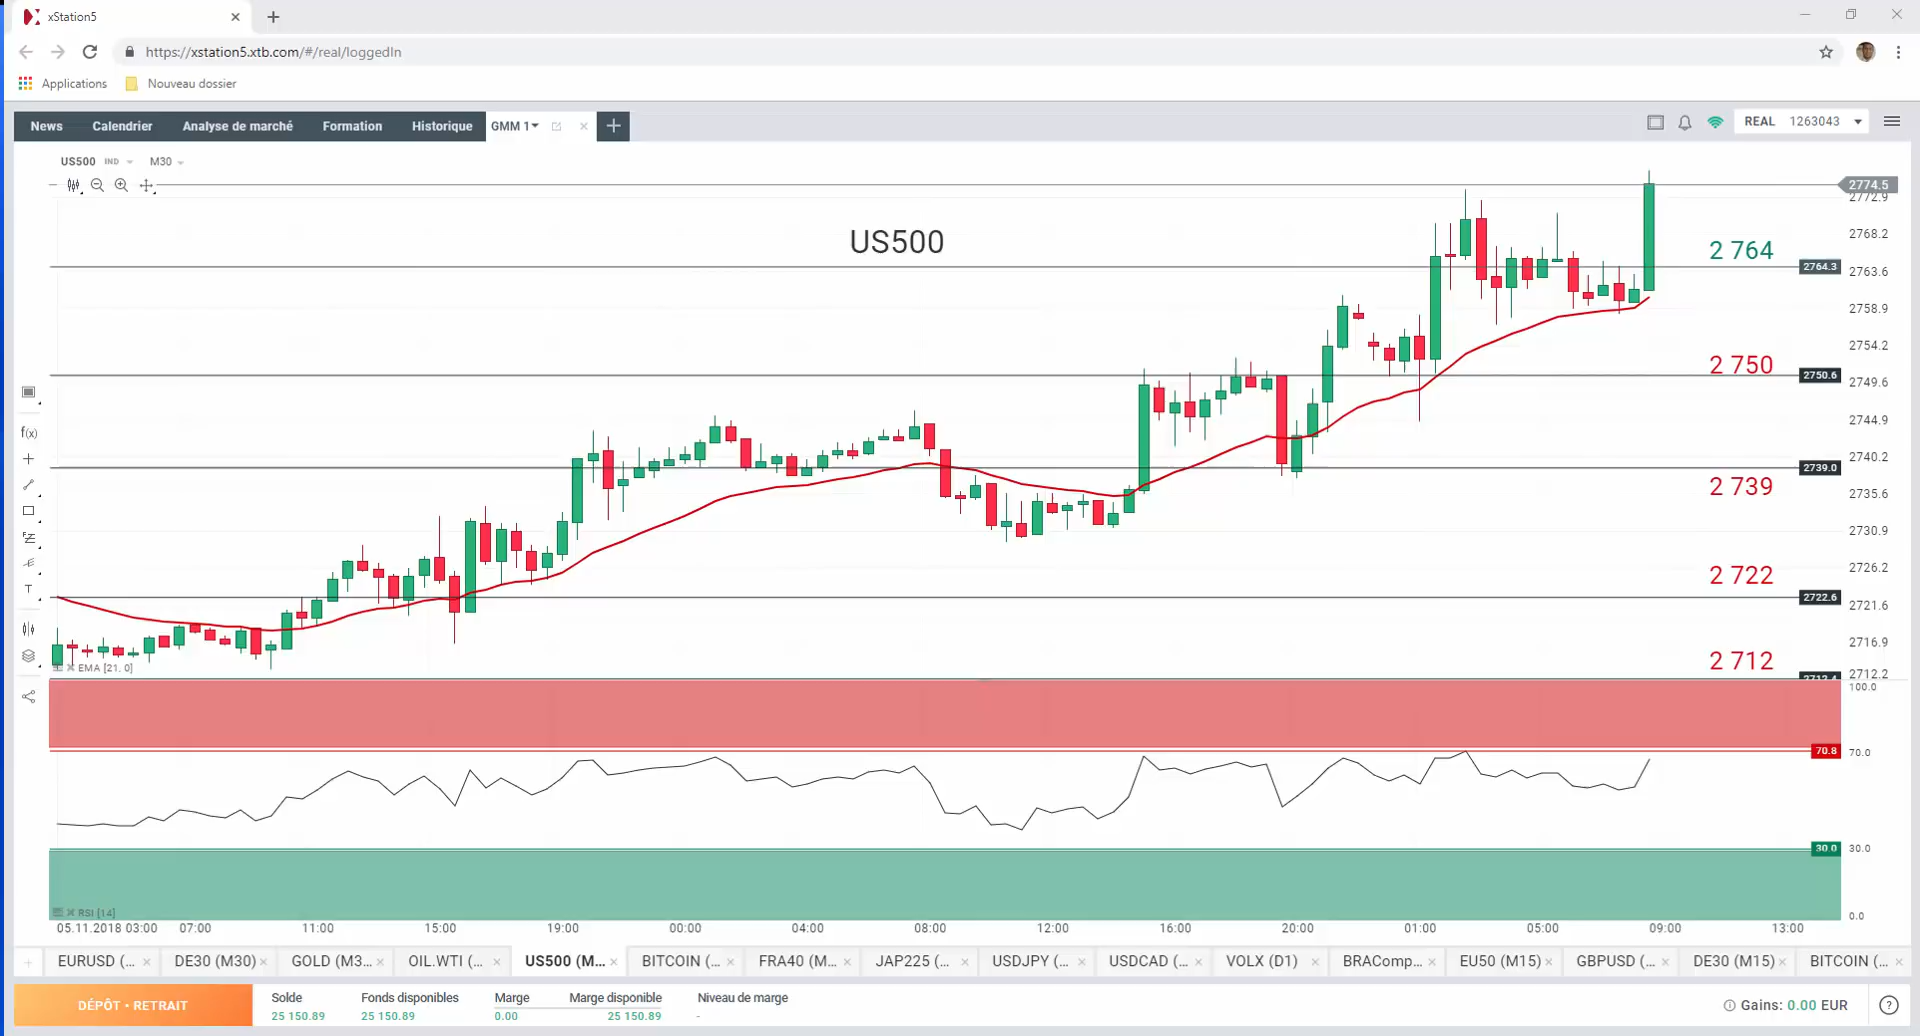 xStation5
https://xstation5.xtb.com/#/real/loggedIn
Applications Nouveau dossier
News Calendrier Analyse de marché Formation Historique GMM 1 REAL 1263043
US500 IND M30
2774.5
2772.9
US500
2768.2
2 764
2764.3
2763.6
2758.9
2754.2
2 750
2750.6
2749.6
2744.9
2740.2
2739.0
2 739
2735.6
2730.9
2726.2
2 722
2722.6
2721.6
2716.9
2 712
EMA [21, 0]
2712.2
2712.4
100.0
70.8 70.0
30.0 30.0
RSI [14]
0.0
05.11.2018 03:00 07:00 11:00 15:00 19:00 00:00 04:00 08:00 12:00 16:00 20:00 01:00 05:00 09:00 13:00
EURUSD (... DE30 (M30) GOLD (M3... OIL.WTI (... US500 (M... BITCOIN (... FRA40 (M... JAP225 (... USDJPY (... USDCAD (... VOLX (D1) BRAComp... EU50 (M15) GBPUSD (... DE30 (M15) BITCOIN (...
DÉPÔT • RETRAIT Solde Fonds disponibles Marge Marge disponible Niveau de marge Gains: 0.00 EUR
25 150.89 25 150.89 0.00 25 150.89 -
f(x)
T